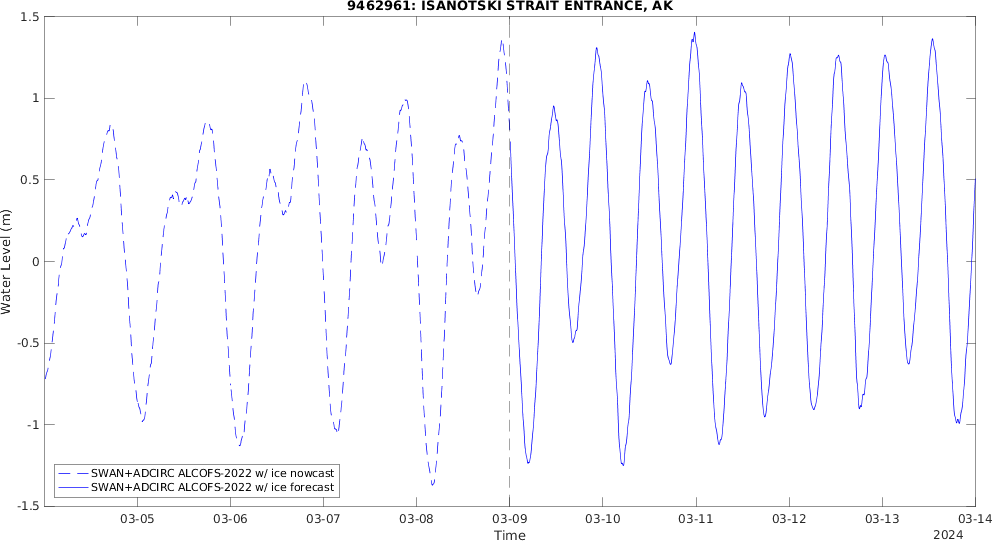 9462961: ISANOTSKI STRAIT ENTRANCE, AK
1.5
1
0.5
0
-0.5
-1
-1.5
Water Level (m)
SWAN+ADCIRC ALCOFS-2022 w/ ice nowcast
SWAN+ADCIRC ALCOFS-2022 w/ ice forecast
03-05 03-06 03-07 03-08 03-09 03-10 03-11 03-12 03-13 03-14
Time
2024